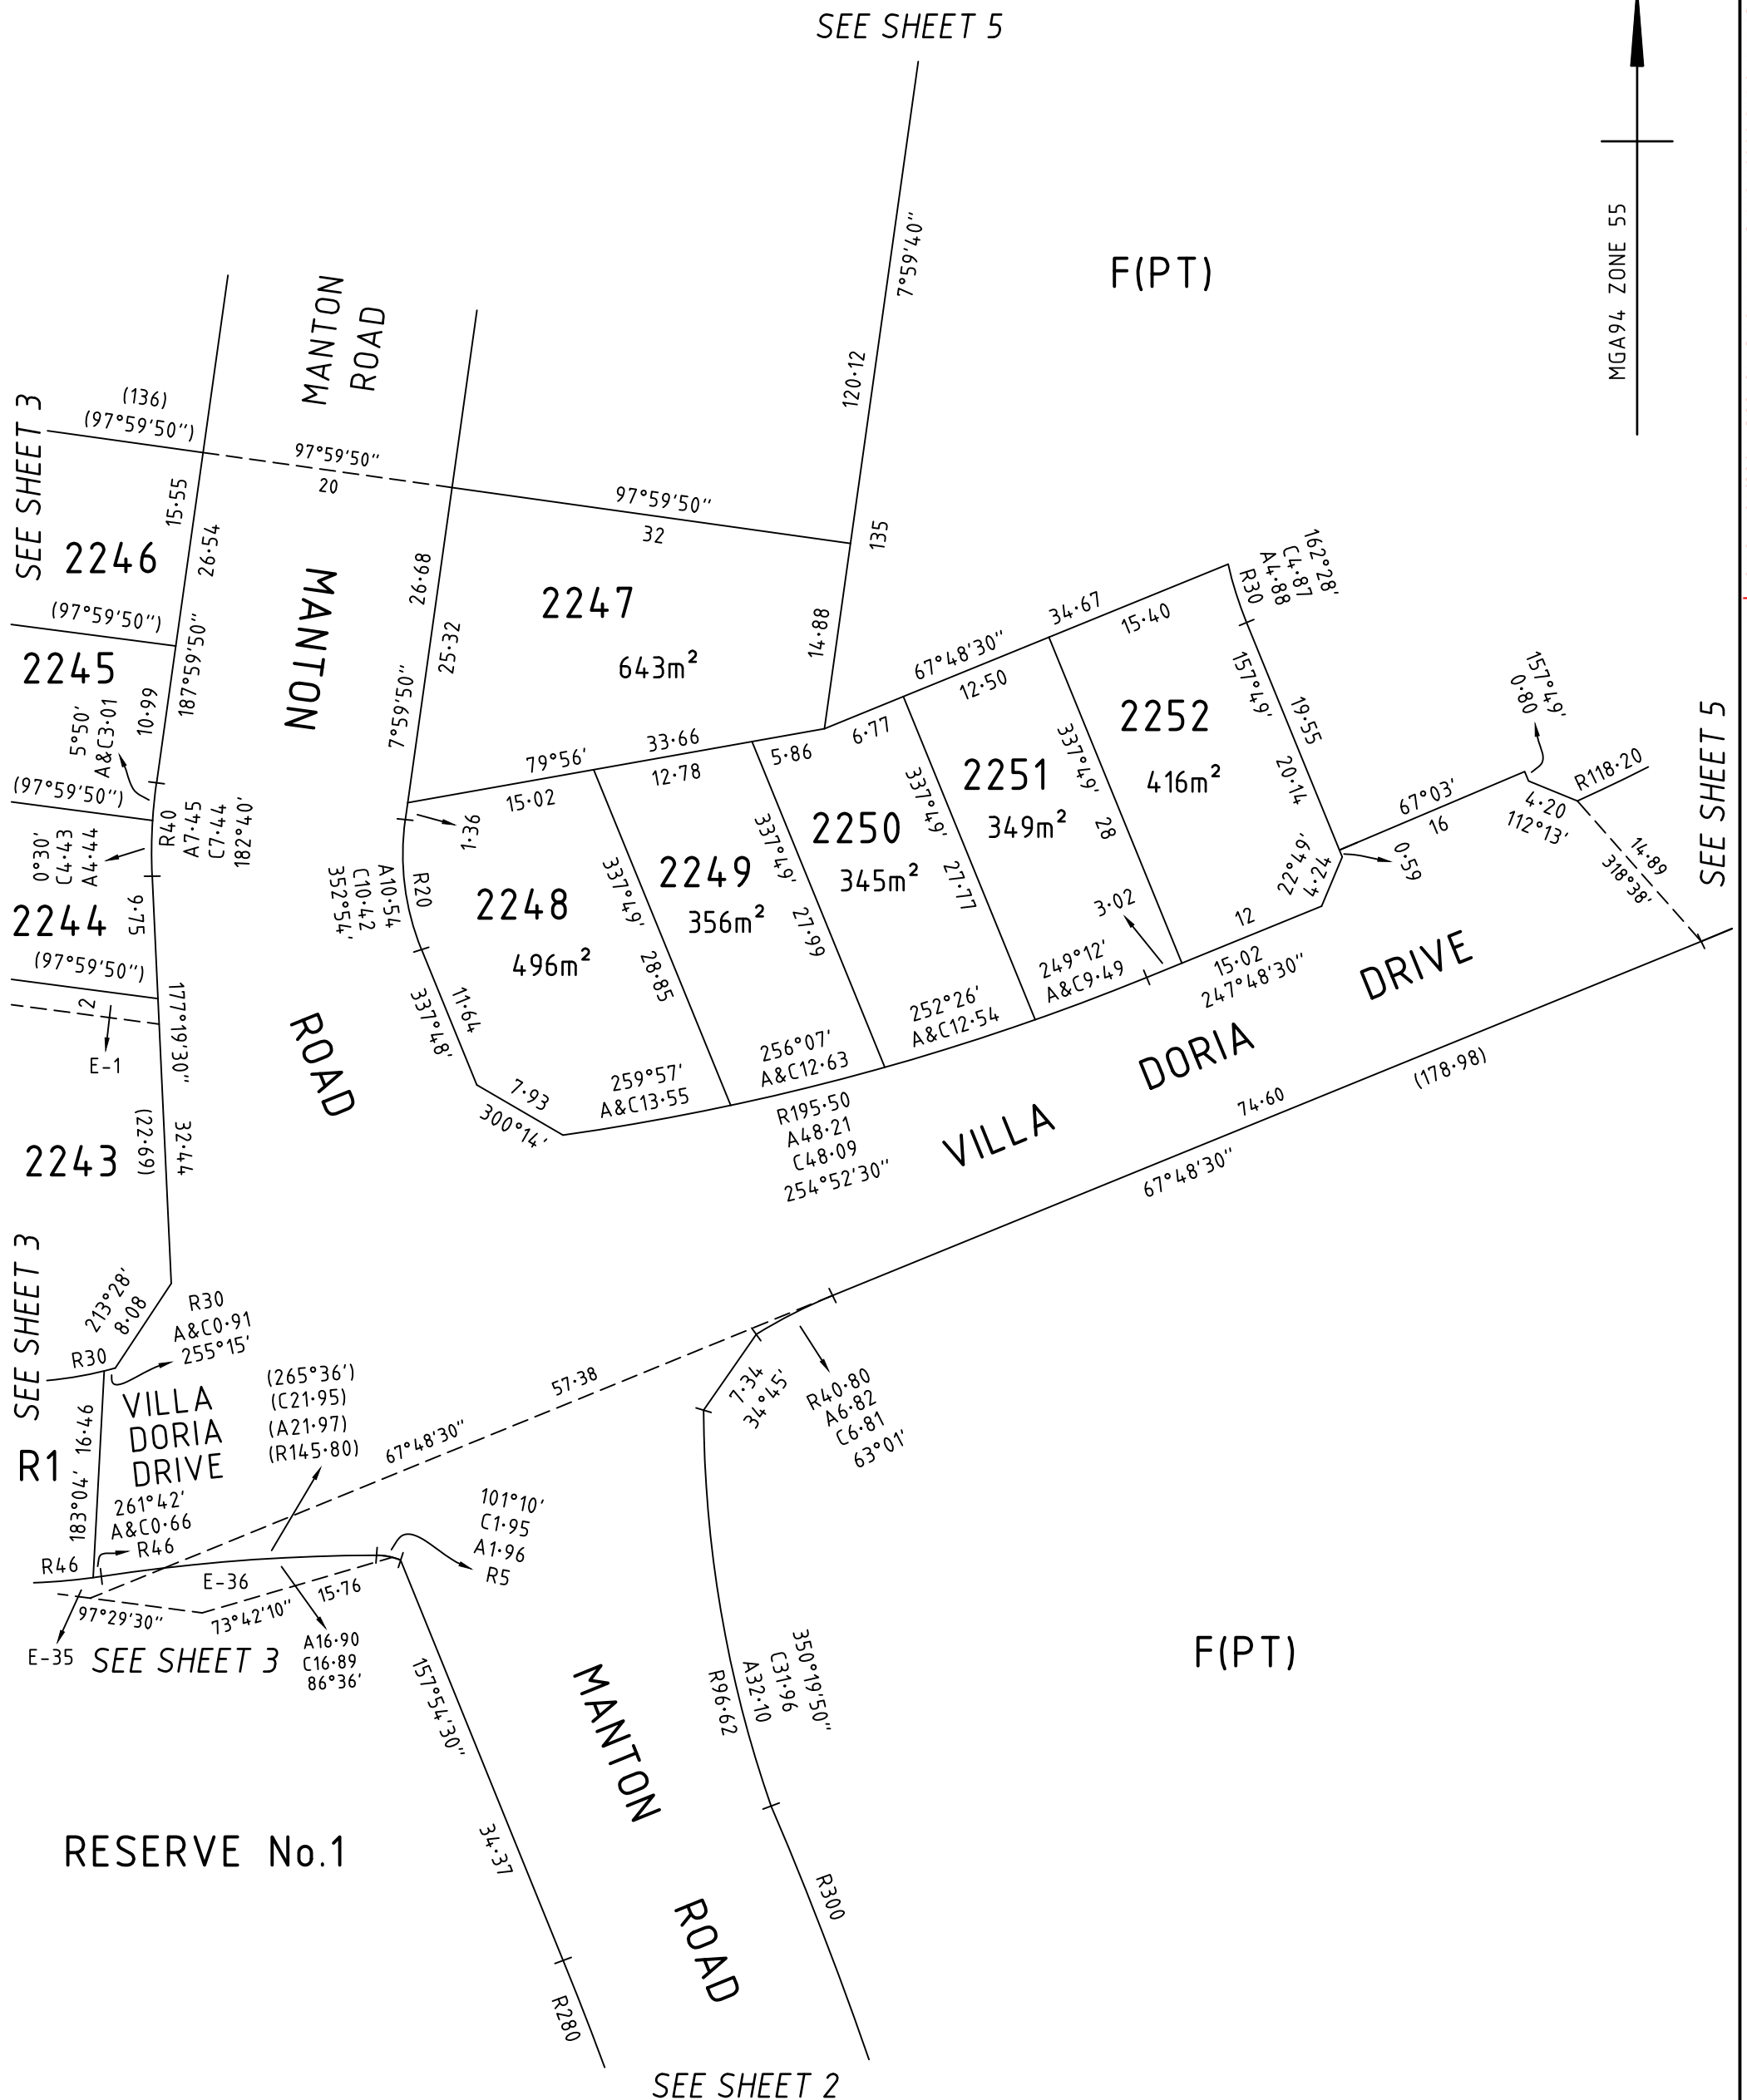 SEE SHEET 5
MGA94 ZONE 55
F(PT)
7°59'40"
120·12
135
14·88
MANTON
ROAD
SEE SHEET 3
(136)
(97°59'50")
97°59'50"
20
97°59'50"
32
15·55
26·54
2246
(97°59'50")
187°59'50"
2245
10·99
5°50'
A&C3·01
(97°59'50")
R40
A7·45
C7·44
182°40'
0°30'
C4·43
A4·44
9·75
2244
(97°59'50")
2
E-1
177°19'30"
32·44
(22·69)
2243
MANTON
ROAD
26·68
25·32
7°59'50"
2247
643m²
79°56'
33·66
15·02
12·78
5·86
6·77
1·36
R20
A10·54
C10·42
352°54'
11·64
337°48'
7·93
300°14'
2248
496m²
337°49'
28·85
2249
356m²
337°49'
27·99
2250
345m²
337°49'
27·77
2251
349m²
337°49'
28
2252
416m²
67°48'30"
34·67
12·50
15·40
R30
A4·88
C4·87
162°28'
157°49'
19·55
20·14
22°49'
4·24
0·59
67°03'
16
157°49'
0·80
4·20
112°13'
R118·20
14·89
318°38'
SEE SHEET 5
259°57'
A&C13·55
256°07'
A&C12·63
252°26'
A&C12·54
249°12'
A&C9·49
3·02
12
15·02
247°48'30"
R195·50
A48·21
C48·09
254°52'30"
VILLA
DORIA
DRIVE
74·60
(178·98)
67°48'30"
SEE SHEET 3
213°28'
8·08
R30
R30
A&C0·91
255°15'
VILLA
DORIA
DRIVE
(265°36')
(C21·95)
(A21·97)
(R145·80)
57·38
67°48'30"
7·34
34°45'
R40·80
A6·82
C6·81
63°01'
R1
183°04'
16·46
261°42'
A&C0·66
R46
R46
E-36
97°29'30"
73°42'10"
15·76
E-35
SEE SHEET 3
A16·90
C16·89
86°36'
101°10'
C1·95
A1·96
R5
157°54'30"
34·37
R280
MANTON
ROAD
R96·62
A32·10
C31·96
350°19'50"
R300
F(PT)
RESERVE No.1
SEE SHEET 2